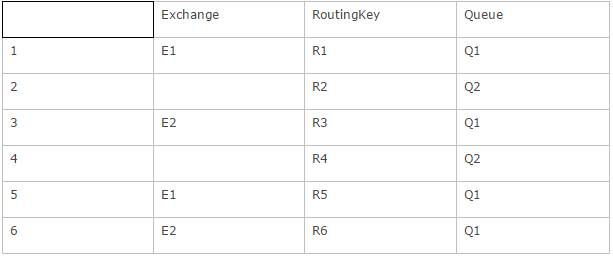 Exchange RoutingKey Queue
1 E1 R1 Q1
2 R2 Q2
3 E2 R3 Q1
4 R4 Q2
5 E1 R5 Q1
6 E2 R6 Q1